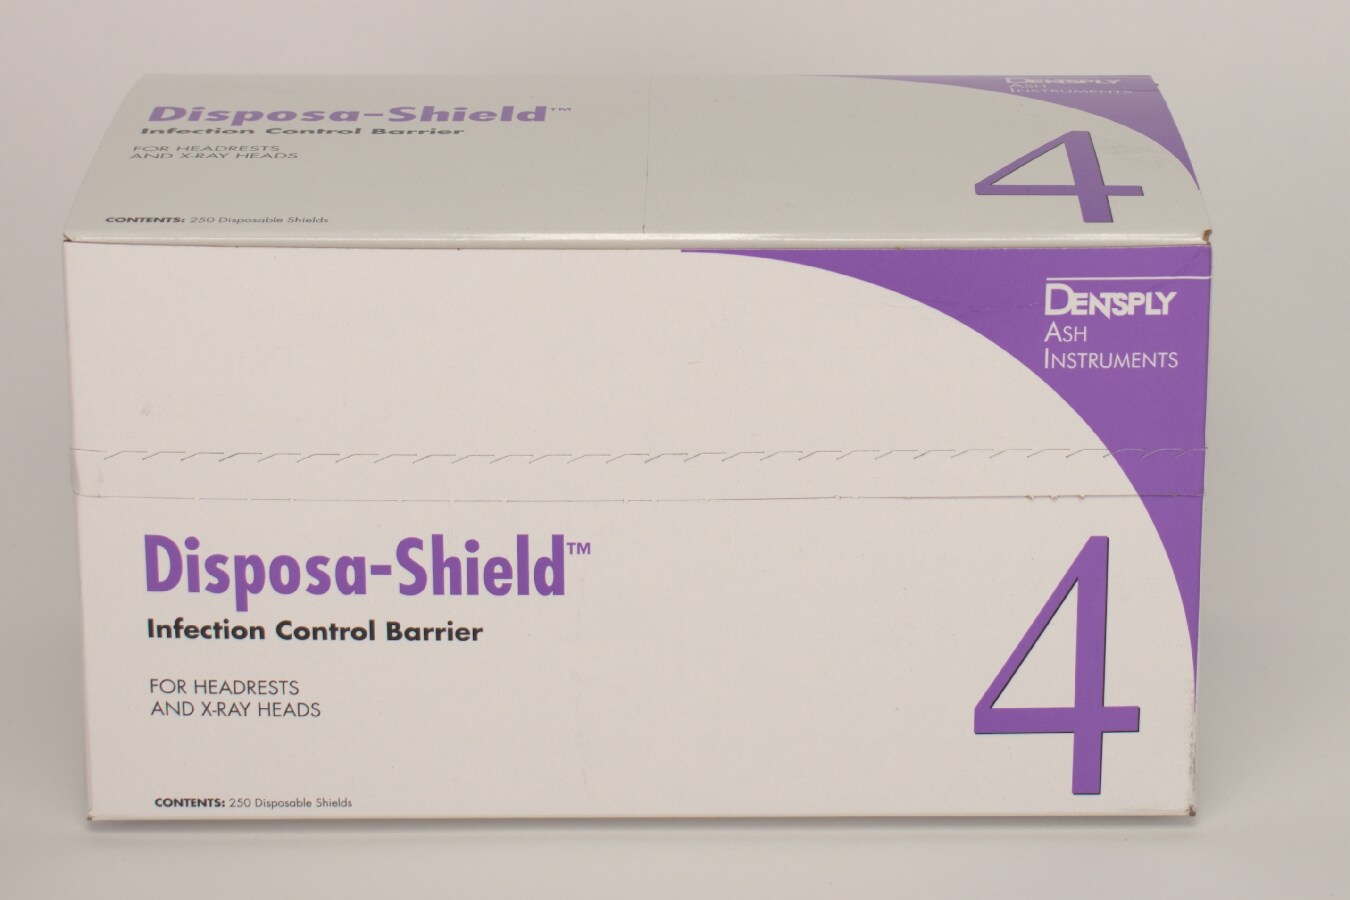 Disposa-Shield™
Infection Control Barrier
FOR HEADRESTS
AND X-RAY HEADS
CONTENTS: 250 Disposable Shields
DENTSPLY
ASH
INSTRUMENTS
4
DENTSPLY
ASH
INSTRUMENTS
Disposa-Shield™
Infection Control Barrier
FOR HEADRESTS
AND X-RAY HEADS
CONTENTS: 250 Disposable Shields
4